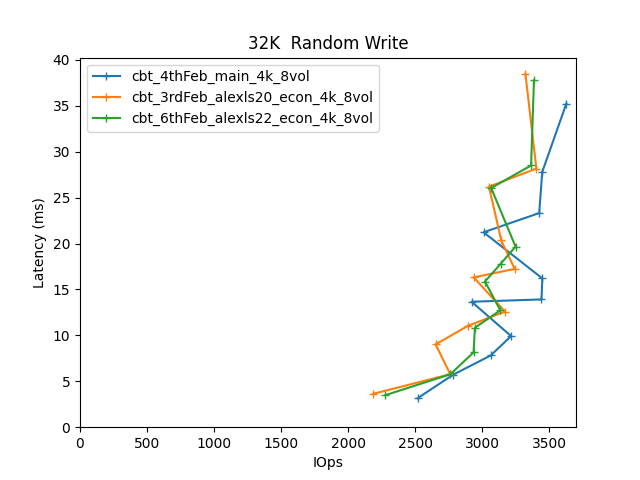 32K  Random Write
cbt_4thFeb_main_4k_8vol
cbt_3rdFeb_alexls20_econ_4k_8vol
cbt_6thFeb_alexls22_econ_4k_8vol
Latency (ms)
40
35
30
25
20
15
10
5
0
0 500 1000 1500 2000 2500 3000 3500
IOps